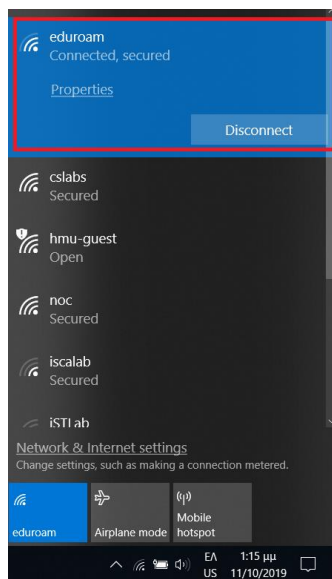 eduroam
Connected, secured
Properties
Disconnect
cslabs
Secured
hmu-guest
Open
noc
Secured
iscalab
Secured
iSTLab
Network & Internet settings
Change settings, such as making a connection metered.
eduroam
Airplane mode
Mobile
hotspot
ΕΛ
US
1:15 μμ
11/10/2019